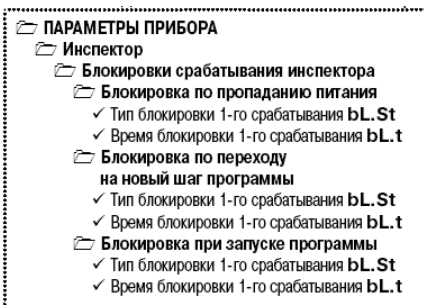 ПАРАМЕТРЫ ПРИБОРА
Инспектор
Блокировки срабатывания инспектора
Блокировка по пропаданию питания
✓ Тип блокировки 1-го срабатывания bL.St
✓ Время блокировки 1-го срабатывания bL.t
Блокировка по переходу
на новый шаг программы
✓ Тип блокировки 1-го срабатывания bL.St
✓ Время блокировки 1-го срабатывания bL.t
Блокировка при запуске программы
✓ Тип блокировки 1-го срабатывания bL.St
✓ Время блокировки 1-го срабатывания bL.t